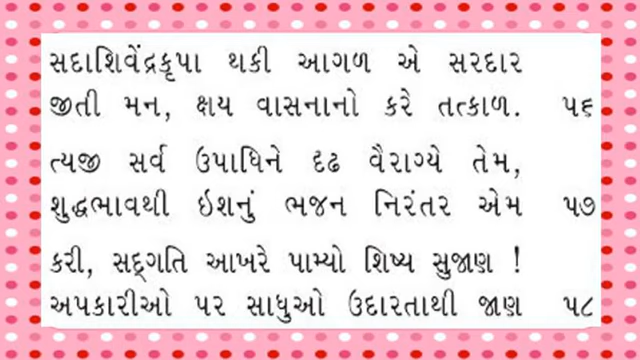 સદાશિવેંદ્રકૃપા થકી આગળ એ સરદાર
જીતી મન, ક્ષય વાસનાનો કરે તત્કાળ. ૫૬
ત્યજી સર્વ ઉપાધિને દૃઢ વૈરાગ્યે તેમ,
શુદ્ધભાવથી ઇશનું ભજન નિરંતર એમ ૫૭
કરી, સદ્‌ગતિ આખરે પામ્યો શિષ્ય સુજાણ !
અપકારીઓ પર સાધુઓ ઉદારતાથી જાણ ૫૮